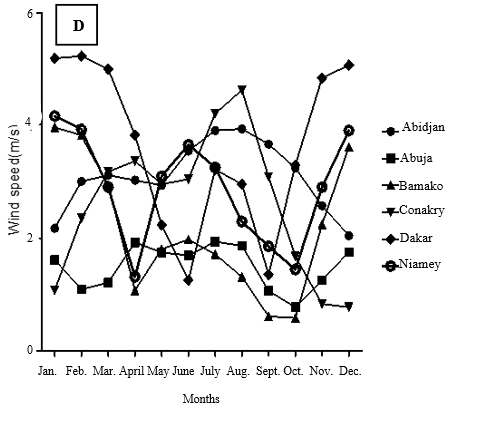 D
6
4
2
0
Wind speed(m/s)
Jan. Feb. Mar. April May June July Aug. Sept. Oct. Nov. Dec.
Months
Abidjan
Abuja
Bamako
Conakry
Dakar
Niamey